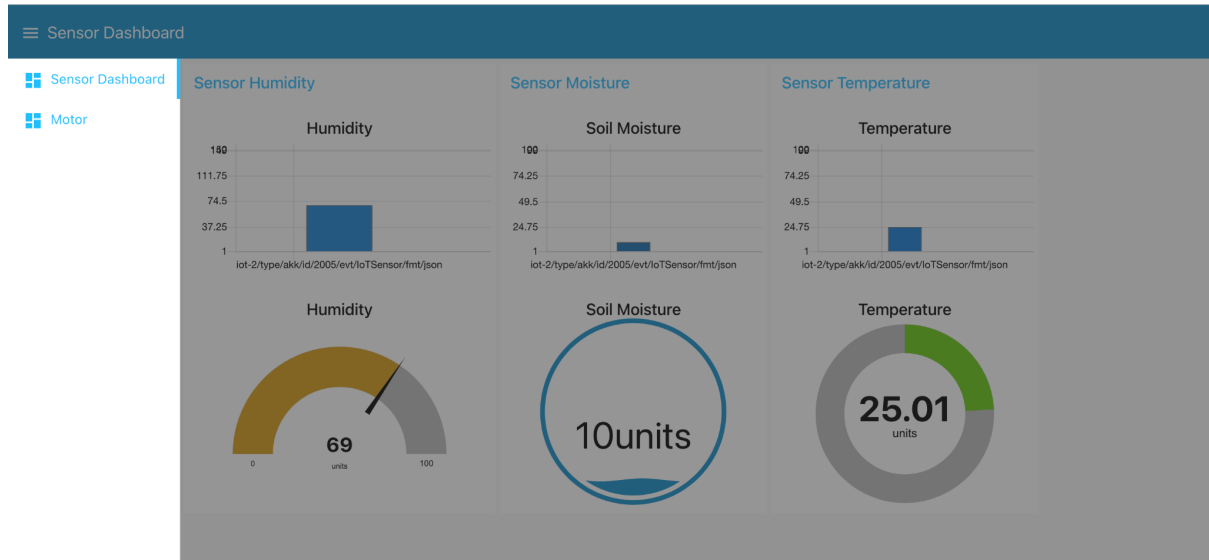 Sensor Dashboard
Sensor Dashboard
Motor
Sensor Humidity
Humidity
111.75
74.5
37.25
1
iot-2/type/akk/id/2005/evt/IoTSensor/fmt/json
Humidity
69
units
0
100
Sensor Moisture
Soil Moisture
74.25
49.5
24.75
1
iot-2/type/akk/id/2005/evt/IoTSensor/fmt/json
Soil Moisture
10units
Sensor Temperature
Temperature
74.25
49.5
24.75
1
iot-2/type/akk/id/2005/evt/IoTSensor/fmt/json
Temperature
25.01
units